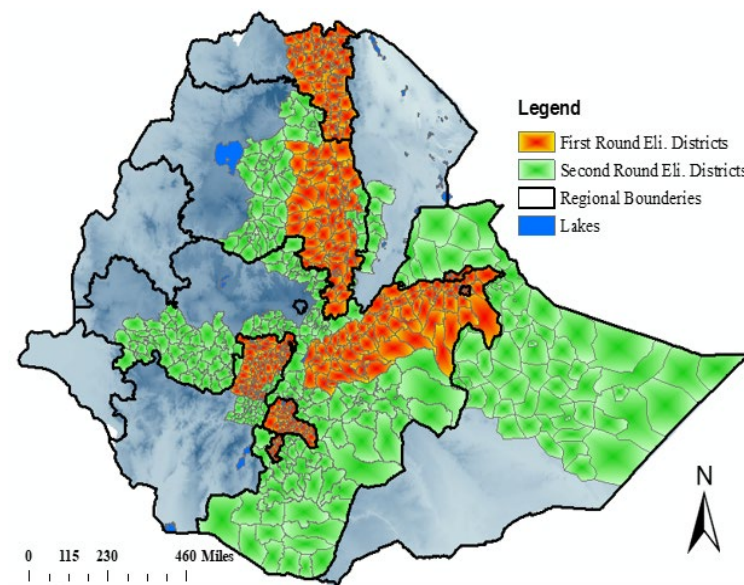 Legend
First Round Eli. Districts
Second Round Eli. Districts
Regional Bounderies
Lakes
N
0 115 230 460 Miles